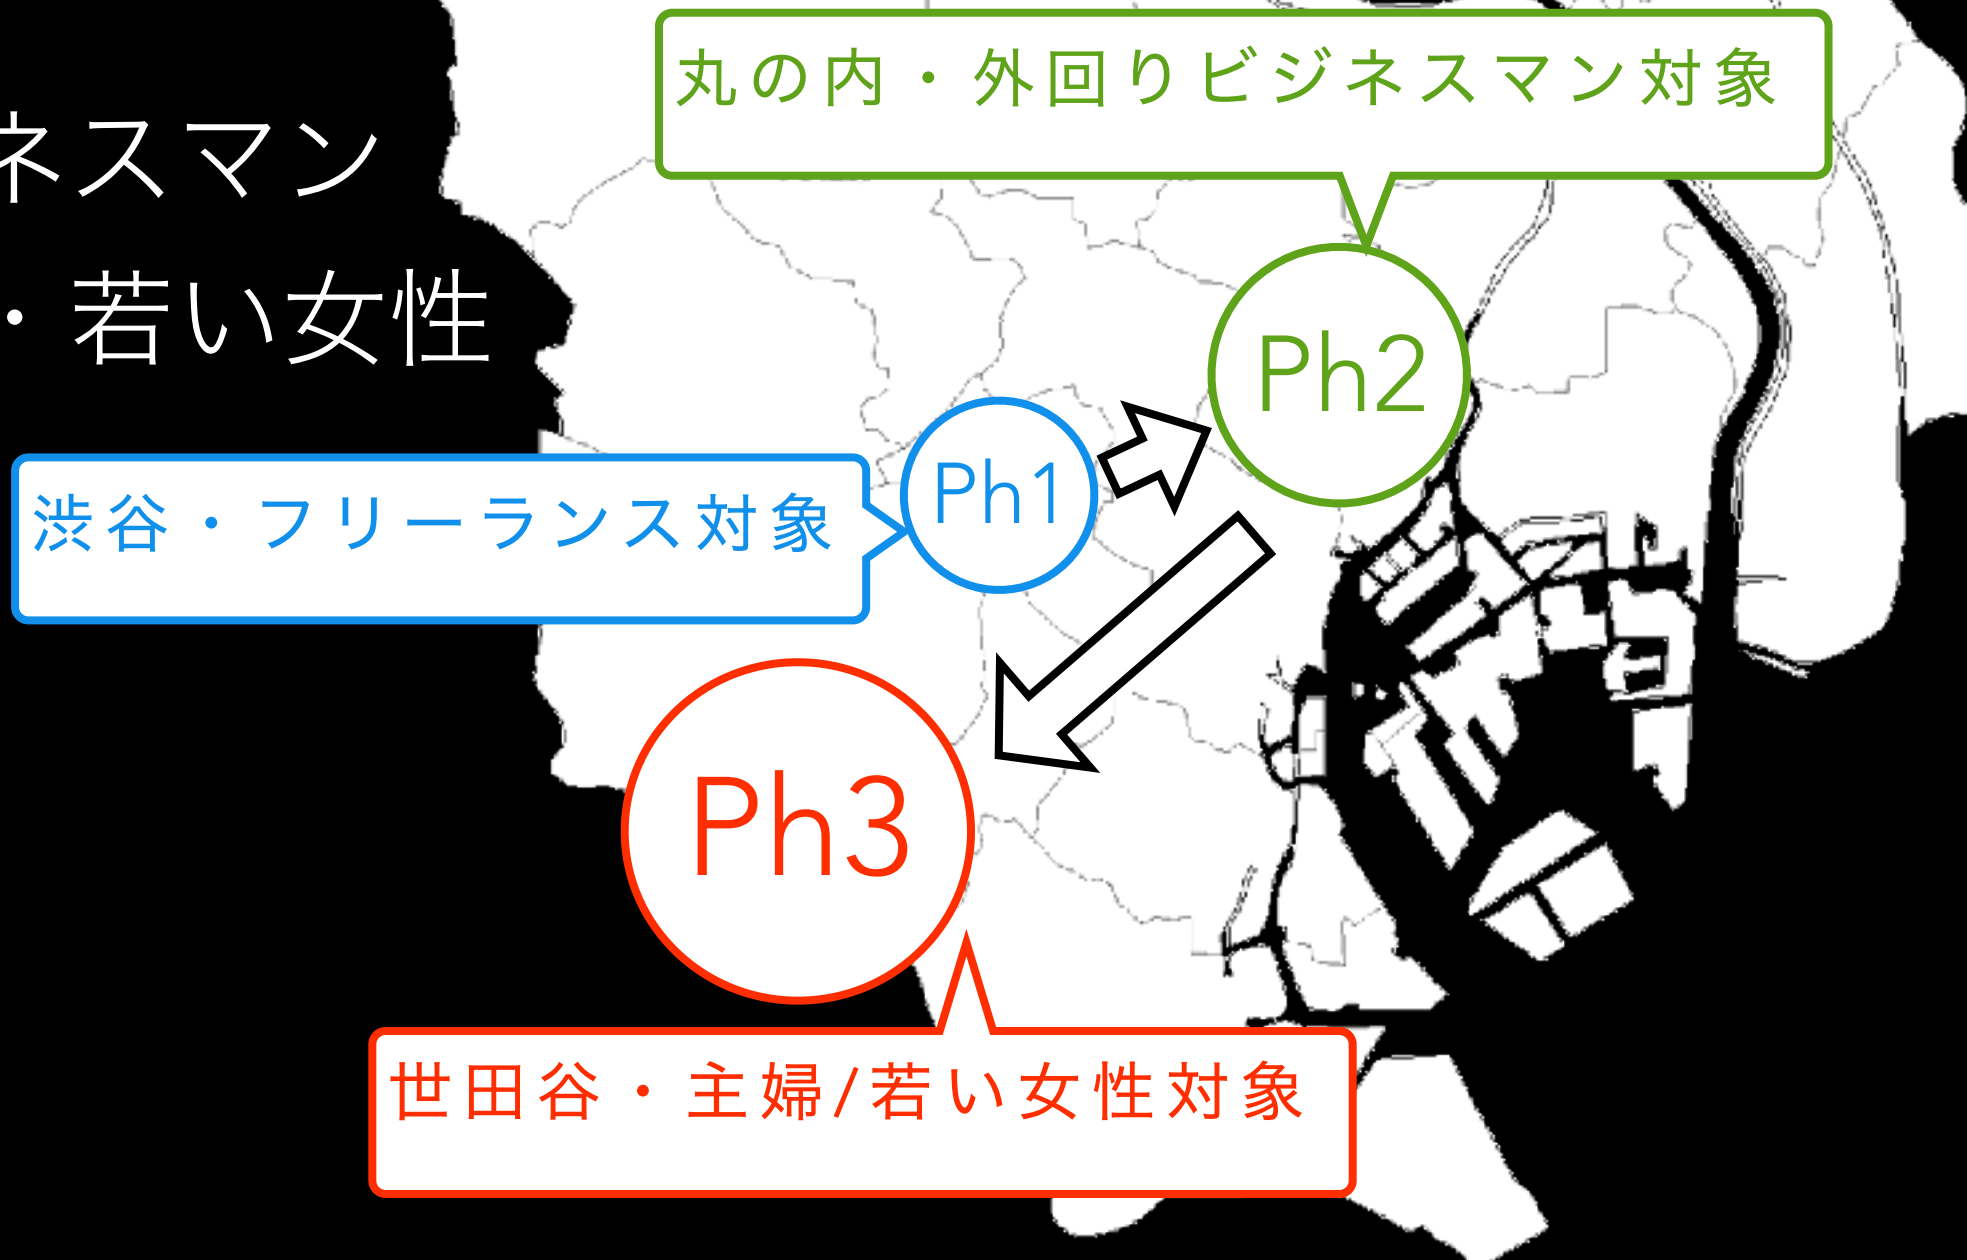 丸の内・外回りビジネスマン対象
ネスマン
・若い女性
Ph2
Ph1
渋谷・フリーランス対象
Ph3
世田谷・主婦/若い女性対象